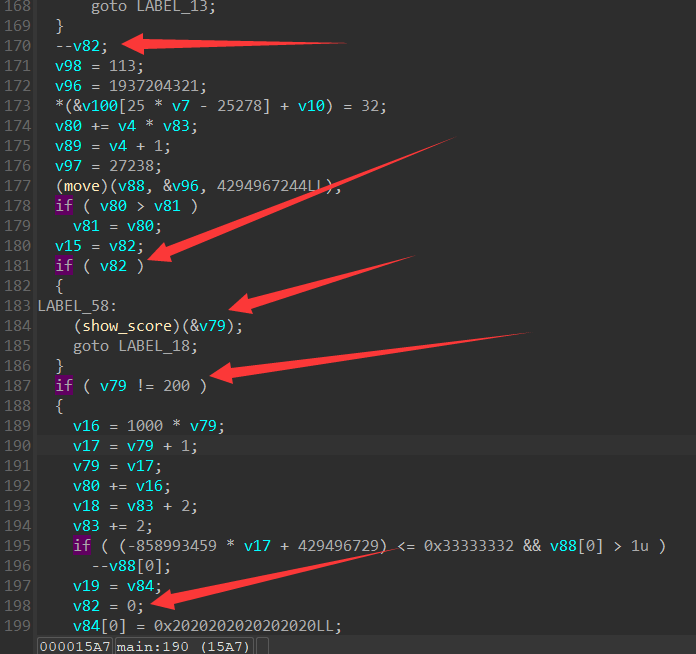 168 goto LABEL_13;
169 }
170 --v82;
171 v98 = 113;
172 v96 = 1937204321;
173 *(&v100[25 * v7 - 25278] + v10) = 32;
174 v80 += v4 * v83;
175 v89 = v4 + 1;
176 v97 = 27238;
177 (move)(v88, &v96, 4294967244LL);
178 if ( v80 > v81 )
179 v81 = v80;
180 v15 = v82;
181 if ( v82 )
182 {
183 LABEL_58:
184 (show_score)(&v79);
185 goto LABEL_18;
186 }
187 if ( v79 != 200 )
188 {
189 v16 = 1000 * v79;
190 v17 = v79 + 1;
191 v79 = v17;
192 v80 += v16;
193 v18 = v83 + 2;
194 v83 += 2;
195 if ( (-858993459 * v17 + 429496729) <= 0x33333332 && v88[0] > 1u )
196 --v88[0];
197 v19 = v84;
198 v82 = 0;
199 v84[0] = 0x2020202020202020LL;
000015A7 main:190 (15A7)